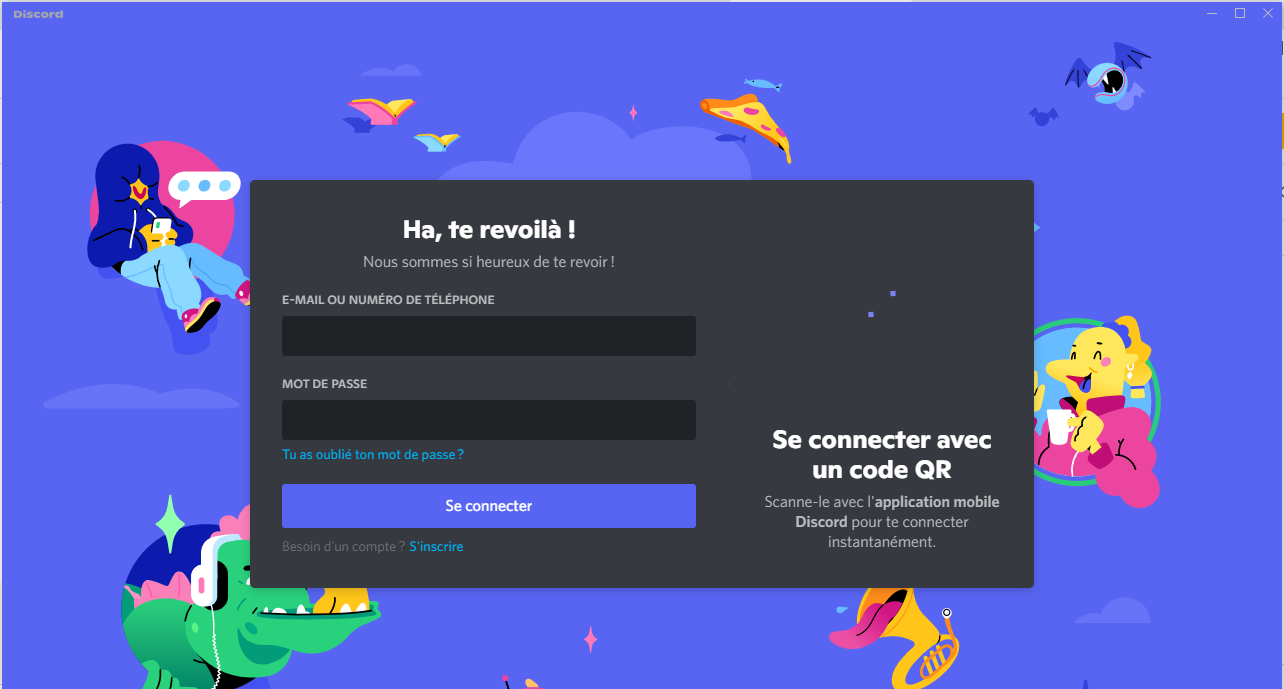 Discord
Ha, te revoilà !
Nous sommes si heureux de te revoir !
E-MAIL OU NUMÉRO DE TÉLÉPHONE
MOT DE PASSE
Tu as oublié ton mot de passe ?
Se connecter
Besoin d'un compte ? S'inscrire
Se connecter avec
un code QR
Scanne-le avec l'application mobile
Discord pour te connecter
instantanément.